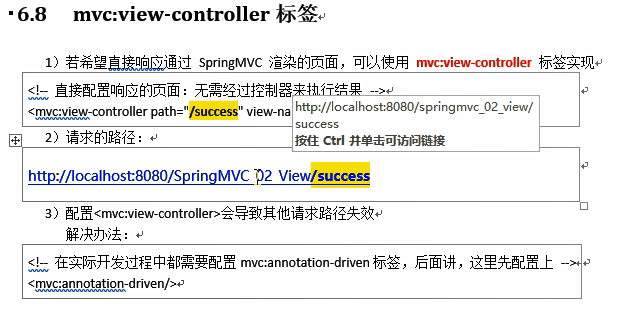 6.8 mvc:view-controller 标签
1）若希望直接响应通过 SpringMVC 渲染的页面，可以使用 mvc:view-controller 标签实现
<!-- 直接配置响应的页面：无需经过控制器来执行结果 -->
<mvc:view-controller path="/success" view-na
http://localhost:8080/springmvc_02_view/
success
按住 Ctrl 并单击可访问链接
2）请求的路径：
http://localhost:8080/SpringMVC_02_View/success
3）配置<mvc:view-controller>会导致其他请求路径失效
解决办法：
<!-- 在实际开发过程中都需要配置 mvc:annotation-driven 标签，后面讲，这里先配置上 -->
<mvc:annotation-driven/>